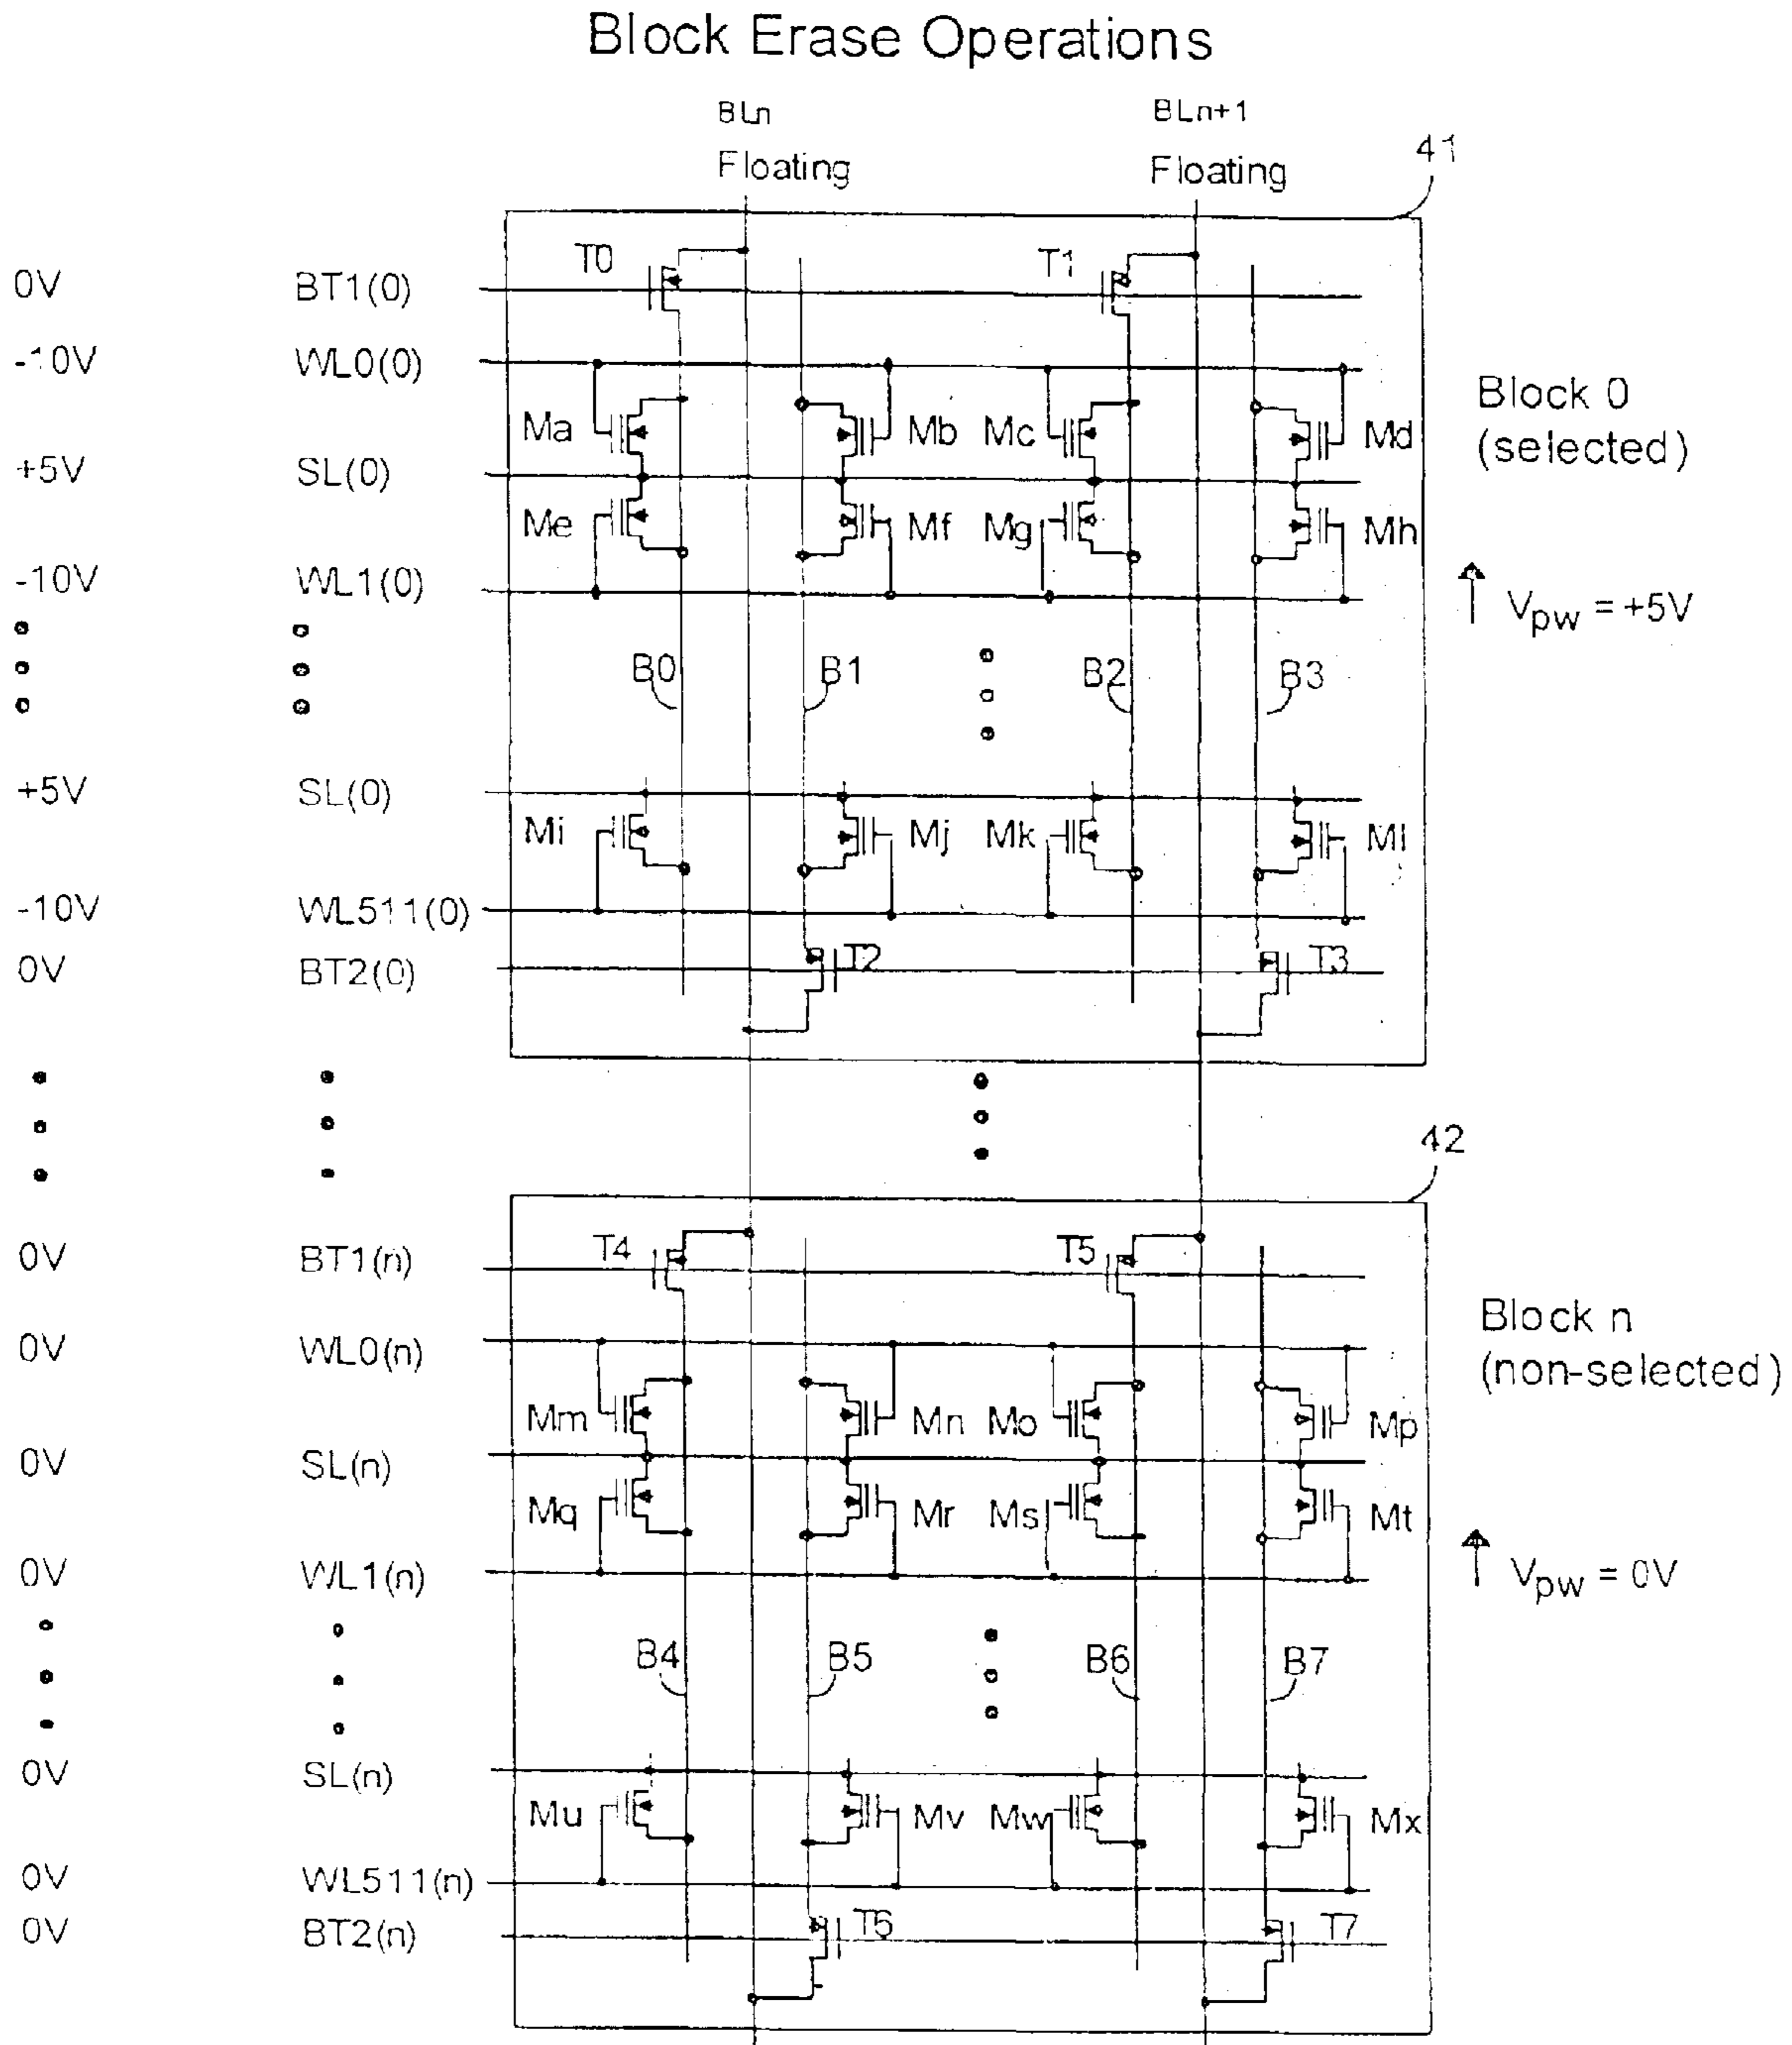 Block Erase Operations
BLn
BLn+1
Floating
Floating
41
0V BT1(0) T0 T1
-10V WL0(0)
Block 0
(selected)
Ma Mb Mc Md
+5V SL(0)
Me Mf Mg Mh
-10V WL1(0)
Vpw = +5V
B0 B1 B2 B3
+5V SL(0)
Mi Mj Mk Ml
-10V WL511(0)
0V BT2(0) T2 T3
42
0V BT1(n) T4 T5
0V WL0(n)
Block n
(non-selected)
Mm Mn Mo Mp
0V SL(n)
Mq Mr Ms Mt
0V WL1(n)
Vpw = 0V
B4 B5 B6 B7
0V SL(n)
Mu Mv Mw Mx
0V WL511(n)
0V BT2(n) T6 T7